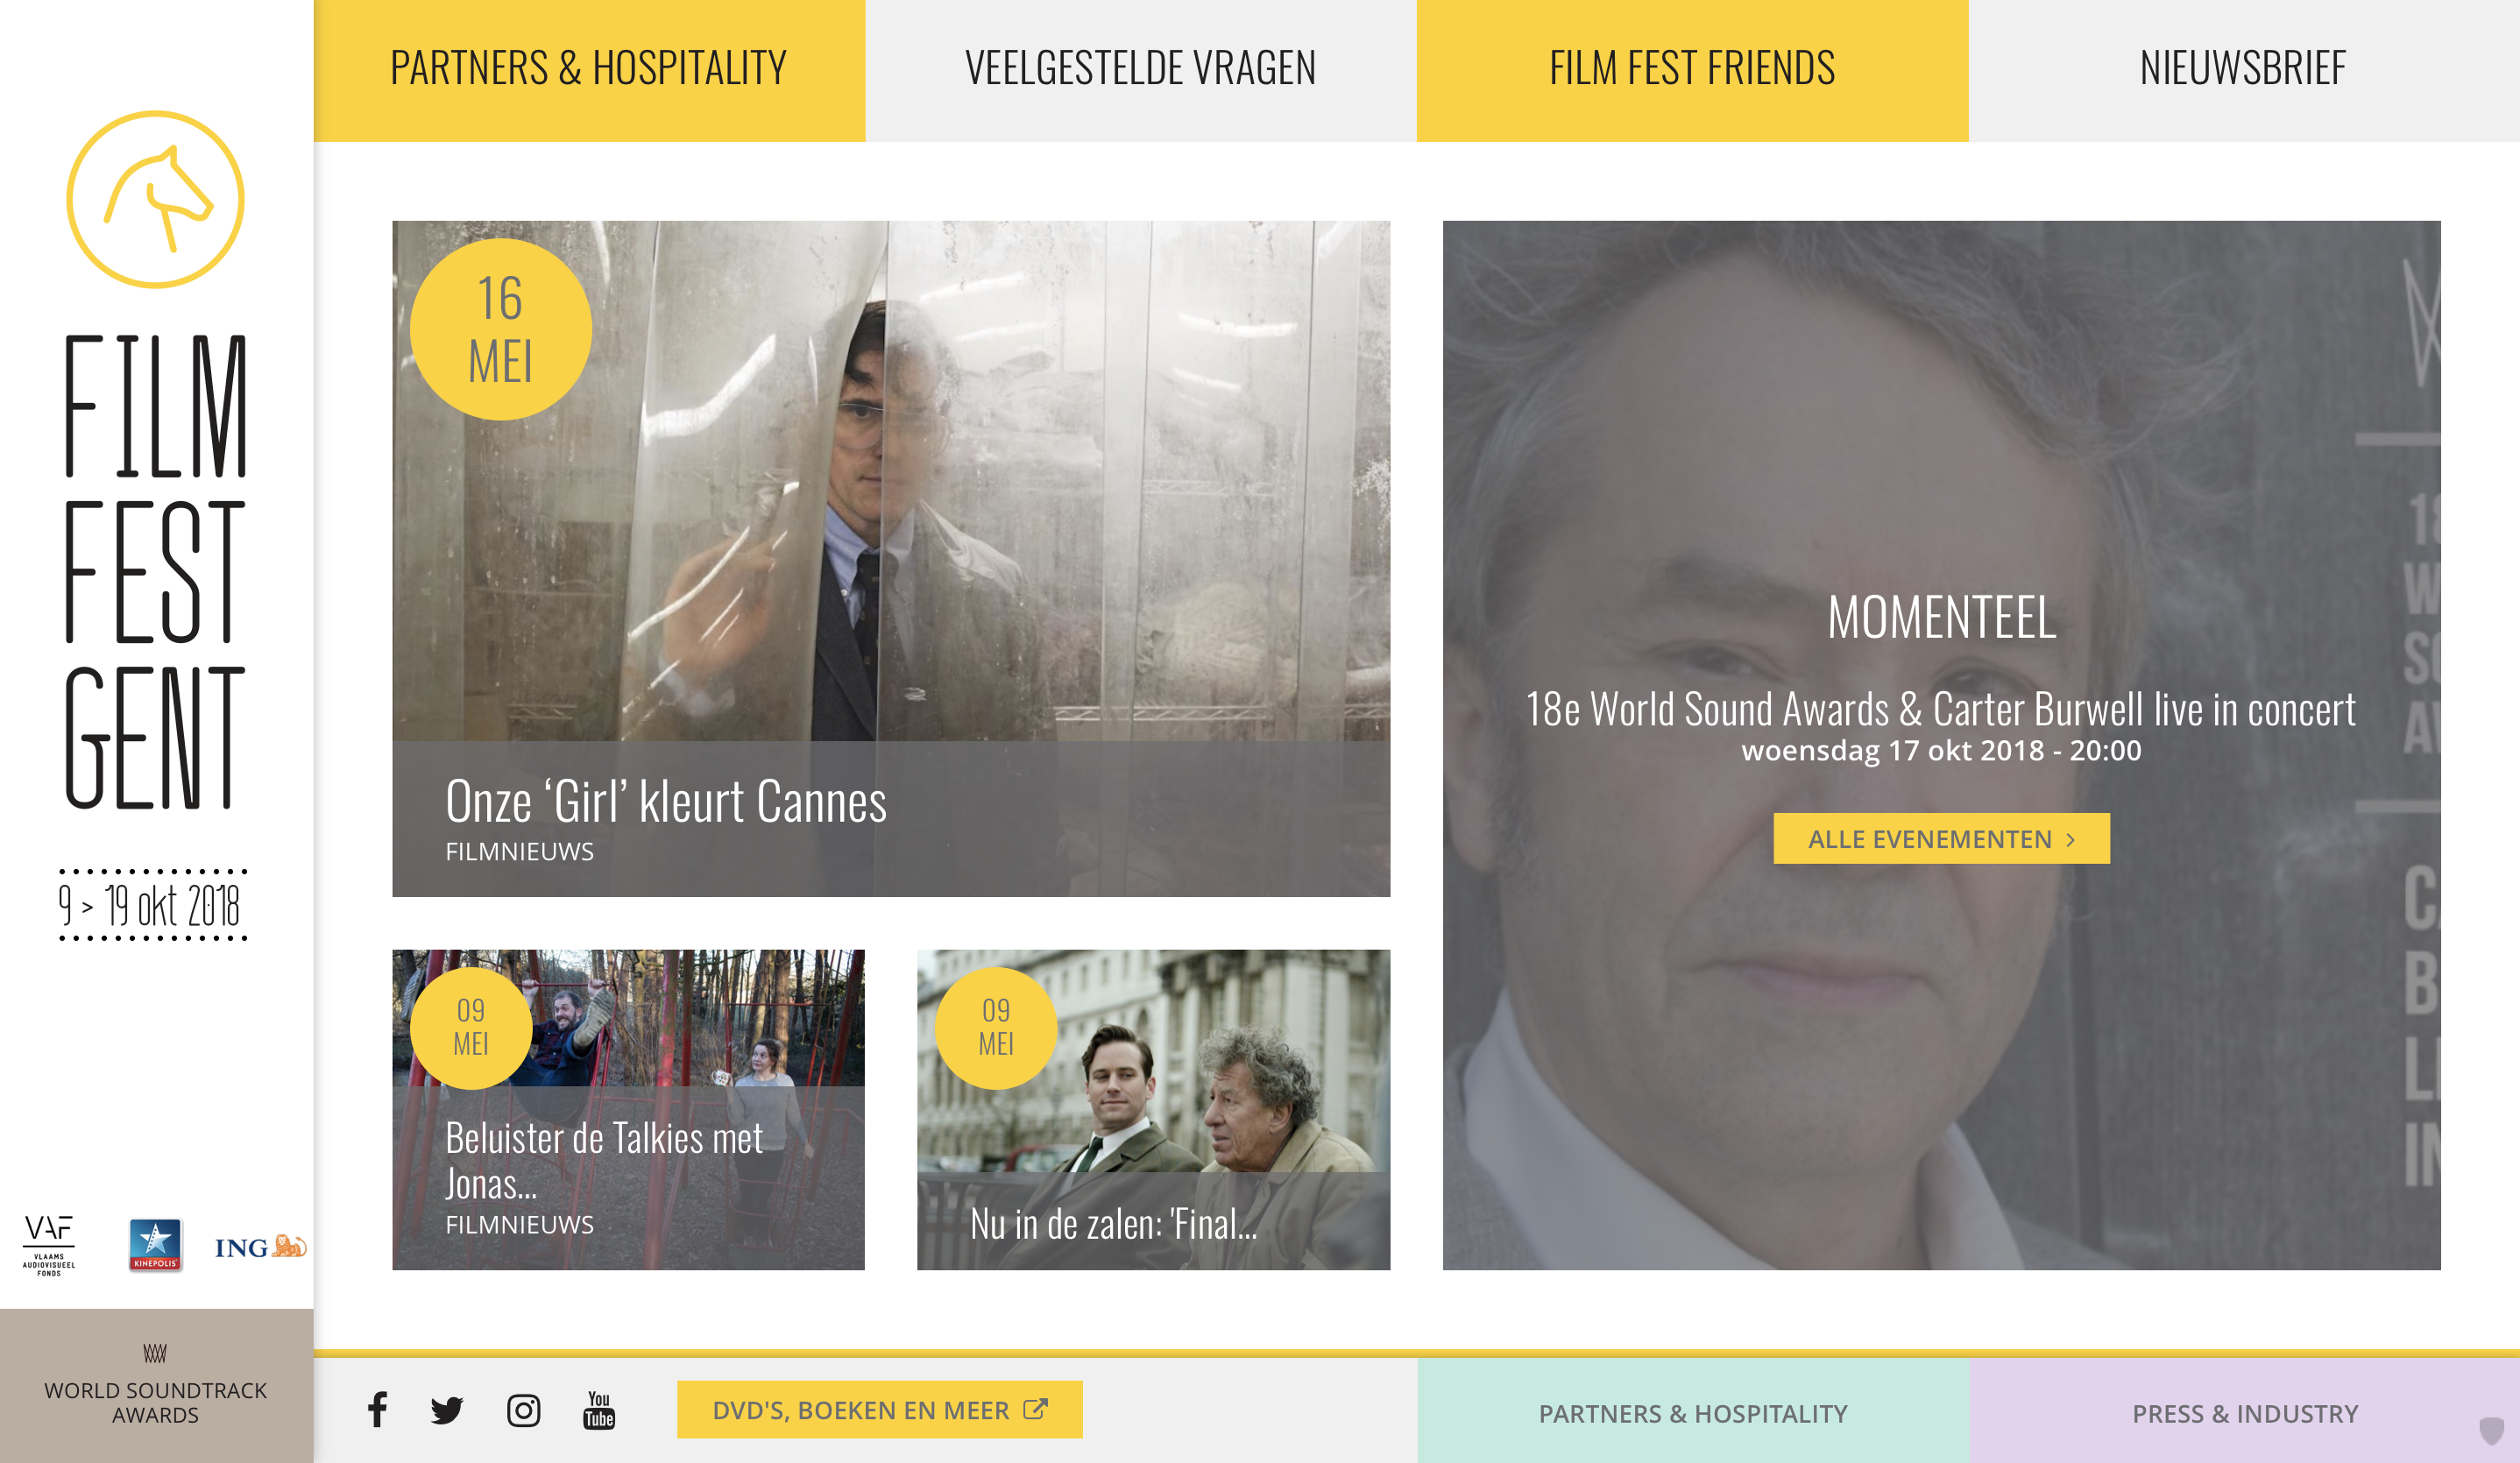 PARTNERS & HOSPITALITY
VEELGESTELDE VRAGEN
FILM FEST FRIENDS
NIEUWSBRIEF
FILM
FEST
GENT
9 > 19 okt 2018
VAF
VLAAMS
AUDIOVISUEEL
FONDS
KINEPOLIS
ING
WORLD SOUNDTRACK
AWARDS
16
MEI
Onze ‘Girl’ kleurt Cannes
FILMNIEUWS
09
MEI
Beluister de Talkies met
Jonas...
FILMNIEUWS
09
MEI
Nu in de zalen: 'Final...
MOMENTEEL
18e World Sound Awards & Carter Burwell live in concert
woensdag 17 okt 2018 - 20:00
ALLE EVENEMENTEN >
You
Tube
DVD'S, BOEKEN EN MEER
PARTNERS & HOSPITALITY
PRESS & INDUSTRY